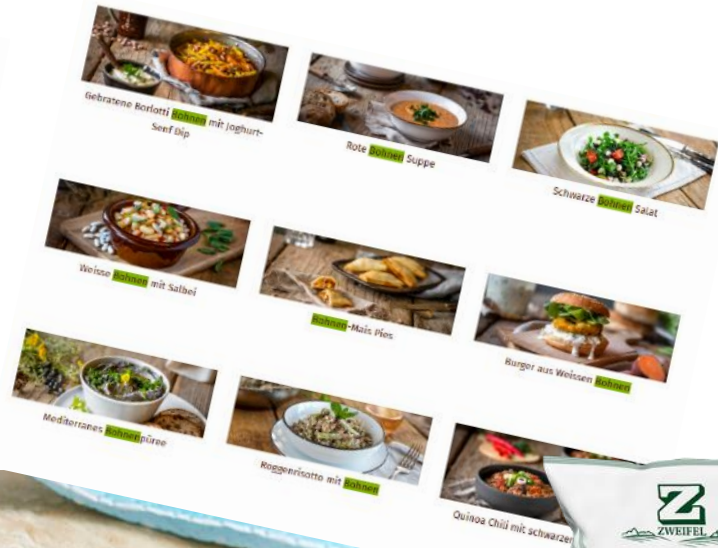 Gebratene Borlotti Bohnen mit Joghurt-
Senf Dip
Rote Bohnen Suppe
Schwarze Bohnen Salat
Weisse Bohnen mit Salbei
Bohnen-Mais Pies
Burger aus Weissen Bohnen
Mediterranes Bohnenpüree
Roggenrisotto mit Bohnen
Quinoa Chili mit schwarzen
Z
ZWEIFEL